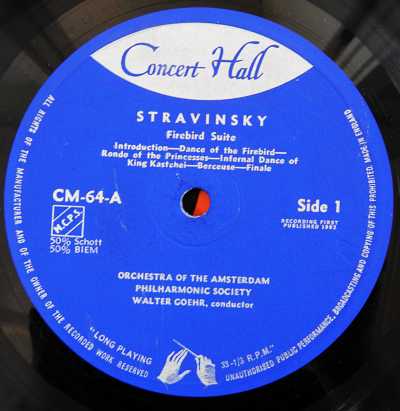 Concert Hall
STRAVINSKY
Firebird Suite
Introduction—Dance of the Firebird—
Rondo of the Princesses—Infernal Dance of
King Kastchei—Berceuse—Finale
CM-64-A
Side 1
M.C.P.S.
50% Schott
50% BIEM
RECORDING FIRST
PUBLISHED 1962
ORCHESTRA OF THE AMSTERDAM
PHILHARMONIC SOCIETY
WALTER GOEHR, conductor
"LONG PLAYING
33-1/3 R.P.M."
ALL RIGHTS OF THE MANUFACTURER AND OF THE OWNER OF THE RECORDED WORK RESERVED
UNAUTHORISED PUBLIC PERFORMANCE, BROADCASTING AND COPYING OF THIS PROHIBITED. MADE IN ENGLAND